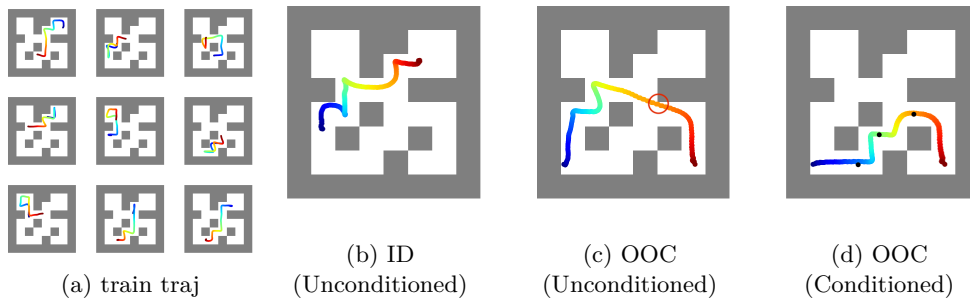 (a) train traj
(b) ID
(Unconditioned)
(c) OOC
(Unconditioned)
(d) OOC
(Conditioned)